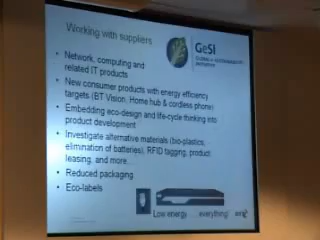 Working with suppliers
GeSI
• Network, computing and
related IT products
• New consumer products with energy efficiency
targets (BT Vision, Home hub & cordless phone)
• Embedding eco-design and life-cycle thinking into
product development
• Investigate alternative materials (bio-plastics,
elimination of batteries), RFID tagging, product
leasing, and more...
• Reduced packaging
• Eco-labels
Low energy ... everything!